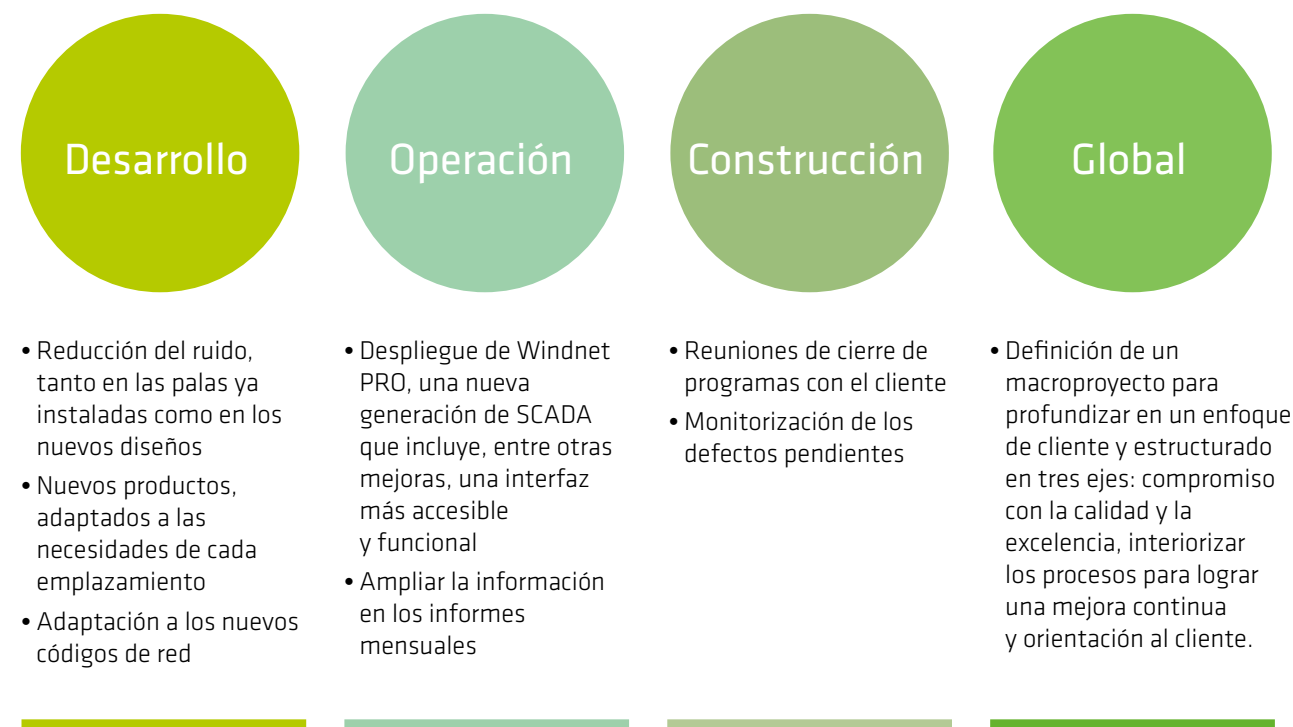 Desarrollo
• Reducción del ruido,
tanto en las palas ya
instaladas como en los
nuevos diseños
• Nuevos productos,
adaptados a las
necesidades de cada
emplazamiento
• Adaptación a los nuevos
códigos de red
Operación
• Despliegue de Windnet
PRO, una nueva
generación de SCADA
que incluye, entre otras
mejoras, una interfaz
más accesible
y funcional
• Ampliar la información
en los informes
mensuales
Construcción
• Reuniones de cierre de
programas con el cliente
• Monitorización de los
defectos pendientes
Global
• Definición de un
macroproyecto para
profundizar en un enfoque
de cliente y estructurado
en tres ejes: compromiso
con la calidad y la
excelencia, interiorizar
los procesos para lograr
una mejora continua
y orientación al cliente.